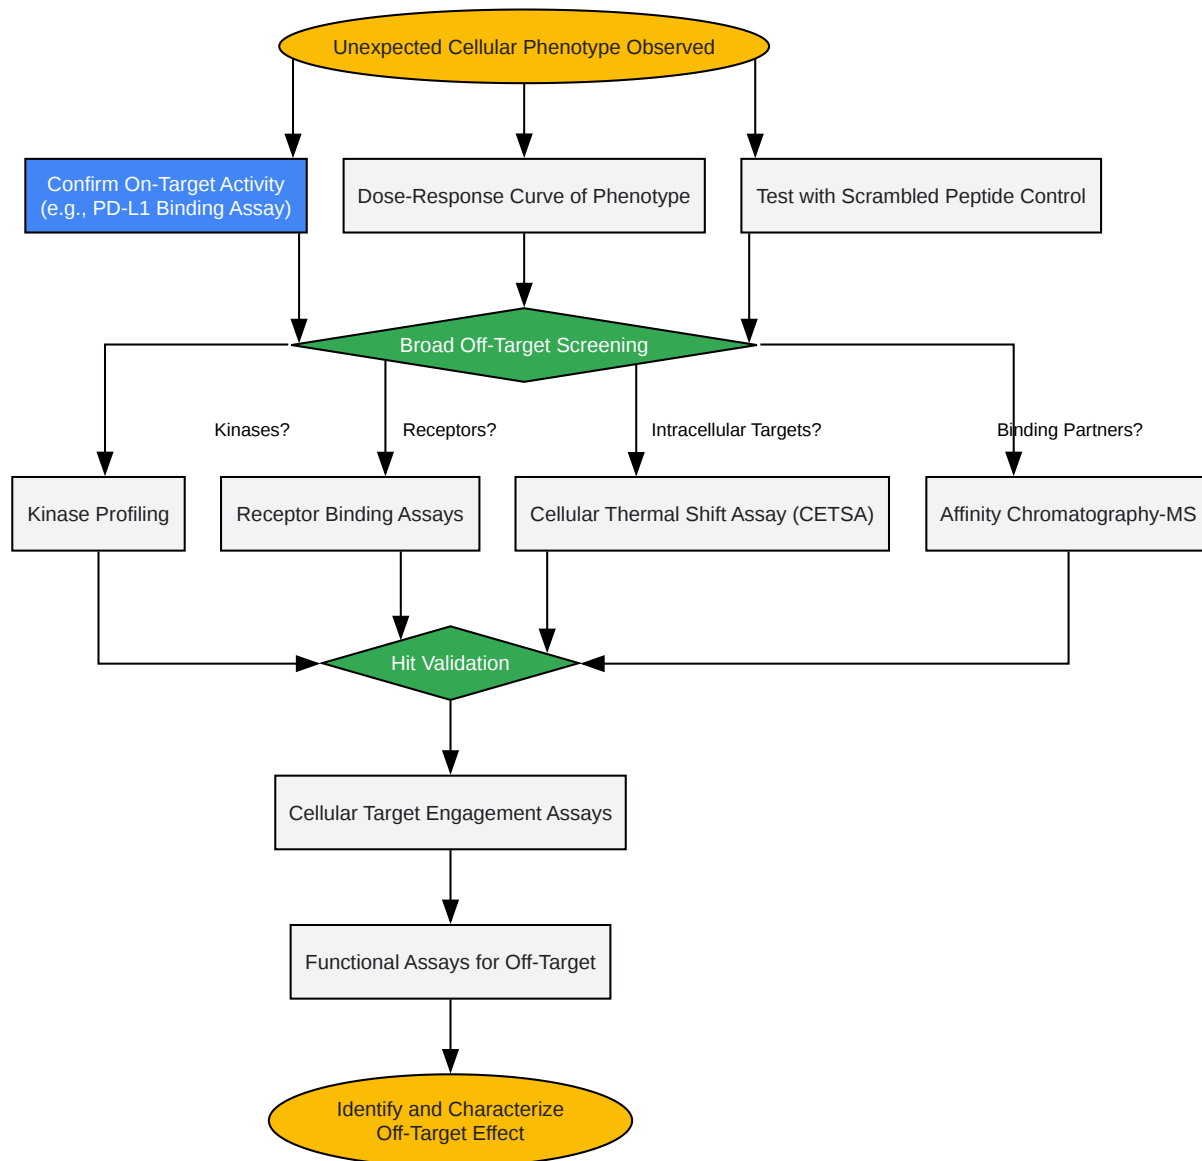 Unexpected Cellular Phenotype Observed
Confirm On-Target Activity
(e.g., PD-L1 Binding Assay)
Dose-Response Curve of Phenotype
Test with Scrambled Peptide Control
Broad Off-Target Screening
Kinases?
Receptors?
Intracellular Targets?
Binding Partners?
Kinase Profiling
Receptor Binding Assays
Cellular Thermal Shift Assay (CETSA)
Affinity Chromatography-MS
Hit Validation
Cellular Target Engagement Assays
Functional Assays for Off-Target
Identify and Characterize
Off-Target Effect